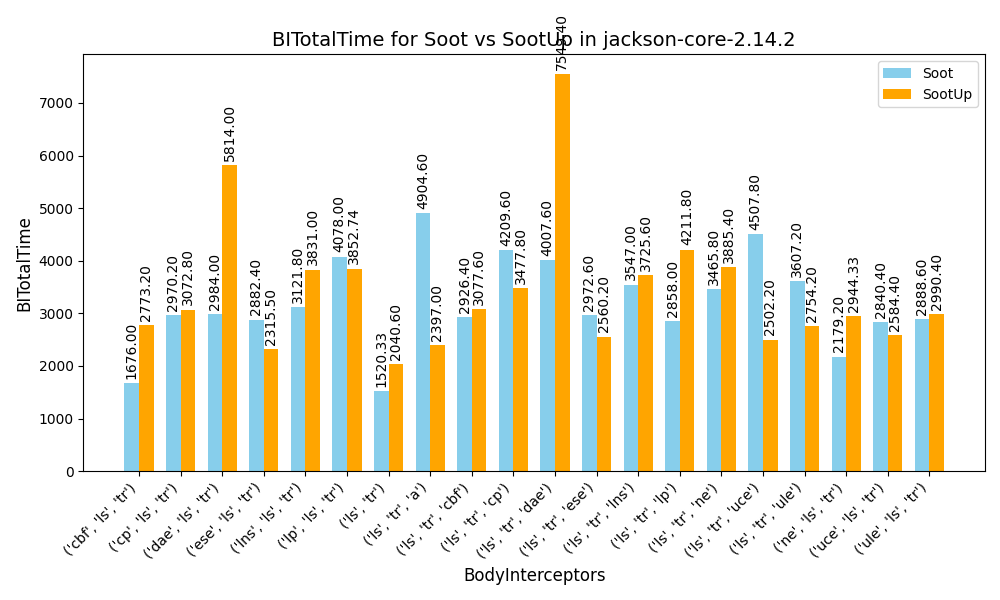 BITotalTime for Soot vs SootUp in jackson-core-2.14.2
Soot
SootUp
BITotalTime
7000
6000
5000
4000
3000
2000
1000
0
1676.00
2773.20
2970.20
3072.80
2984.00
5814.00
2882.40
2315.50
3121.80
3831.00
4078.00
3852.74
1520.33
2040.60
4904.60
2397.00
2926.40
3077.60
4209.60
3477.80
4007.60
2972.60
2560.20
3547.00
3725.60
2858.00
4211.80
3465.80
3885.40
4507.80
2502.20
3607.20
2754.20
2179.20
2944.33
2840.40
2584.40
2888.60
2990.40
('cbf', 'ls', 'tr')
('cp', 'ls', 'tr')
('dae', 'ls', 'tr')
('ese', 'ls', 'tr')
('lns', 'ls', 'tr')
('lp', 'ls', 'tr')
('ls', 'tr')
('ls', 'tr', 'a')
('ls', 'tr', 'cbf')
('ls', 'tr', 'cp')
('ls', 'tr', 'dae')
('ls', 'tr', 'ese')
('ls', 'tr', 'lns')
('ls', 'tr', 'lp')
('ls', 'tr', 'ne')
('ls', 'tr', 'uce')
('ls', 'tr', 'ule')
('ne', 'ls', 'tr')
('uce', 'ls', 'tr')
('ule', 'ls', 'tr')
BodyInterceptors